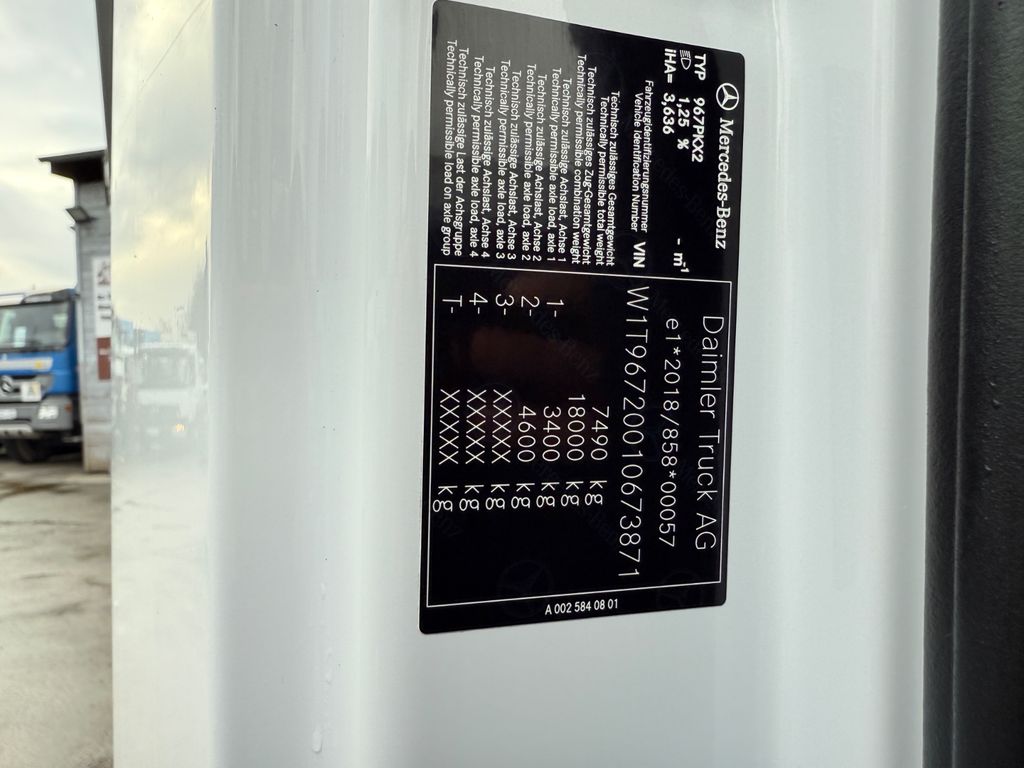 Mercedes-Benz
TYP 967PKX2 - m⁻¹
1,25 %
IHA= 3,636
Daimler Truck AG
e1*2018/858*00057
Fahrzeugidentifizierungsnummer
Vehicle Identification Number VIN W1T96720010673871
Technisch zulässiges Gesamtgewicht
Technically permissible total weight 7490 kg
Technisch zulässiges Zug-Gesamtgewicht
Technically permissible combination weight 18000 kg
Technisch zulässige Achslast, Achse 1
Technically permissible axle load, axle 1 1- 3400 kg
Technisch zulässige Achslast, Achse 2
Technically permissible axle load, axle 2 2- 4600 kg
Technisch zulässige Achslast, Achse 3
Technically permissible axle load, axle 3 3- XXXXX kg
Technisch zulässige Achslast, Achse 4
Technically permissible axle load, axle 4 4- XXXXX kg
Technisch zulässige Last der Achsgruppe
Technically permissible load on axle group T- XXXXX kg
A 002 584 08 01